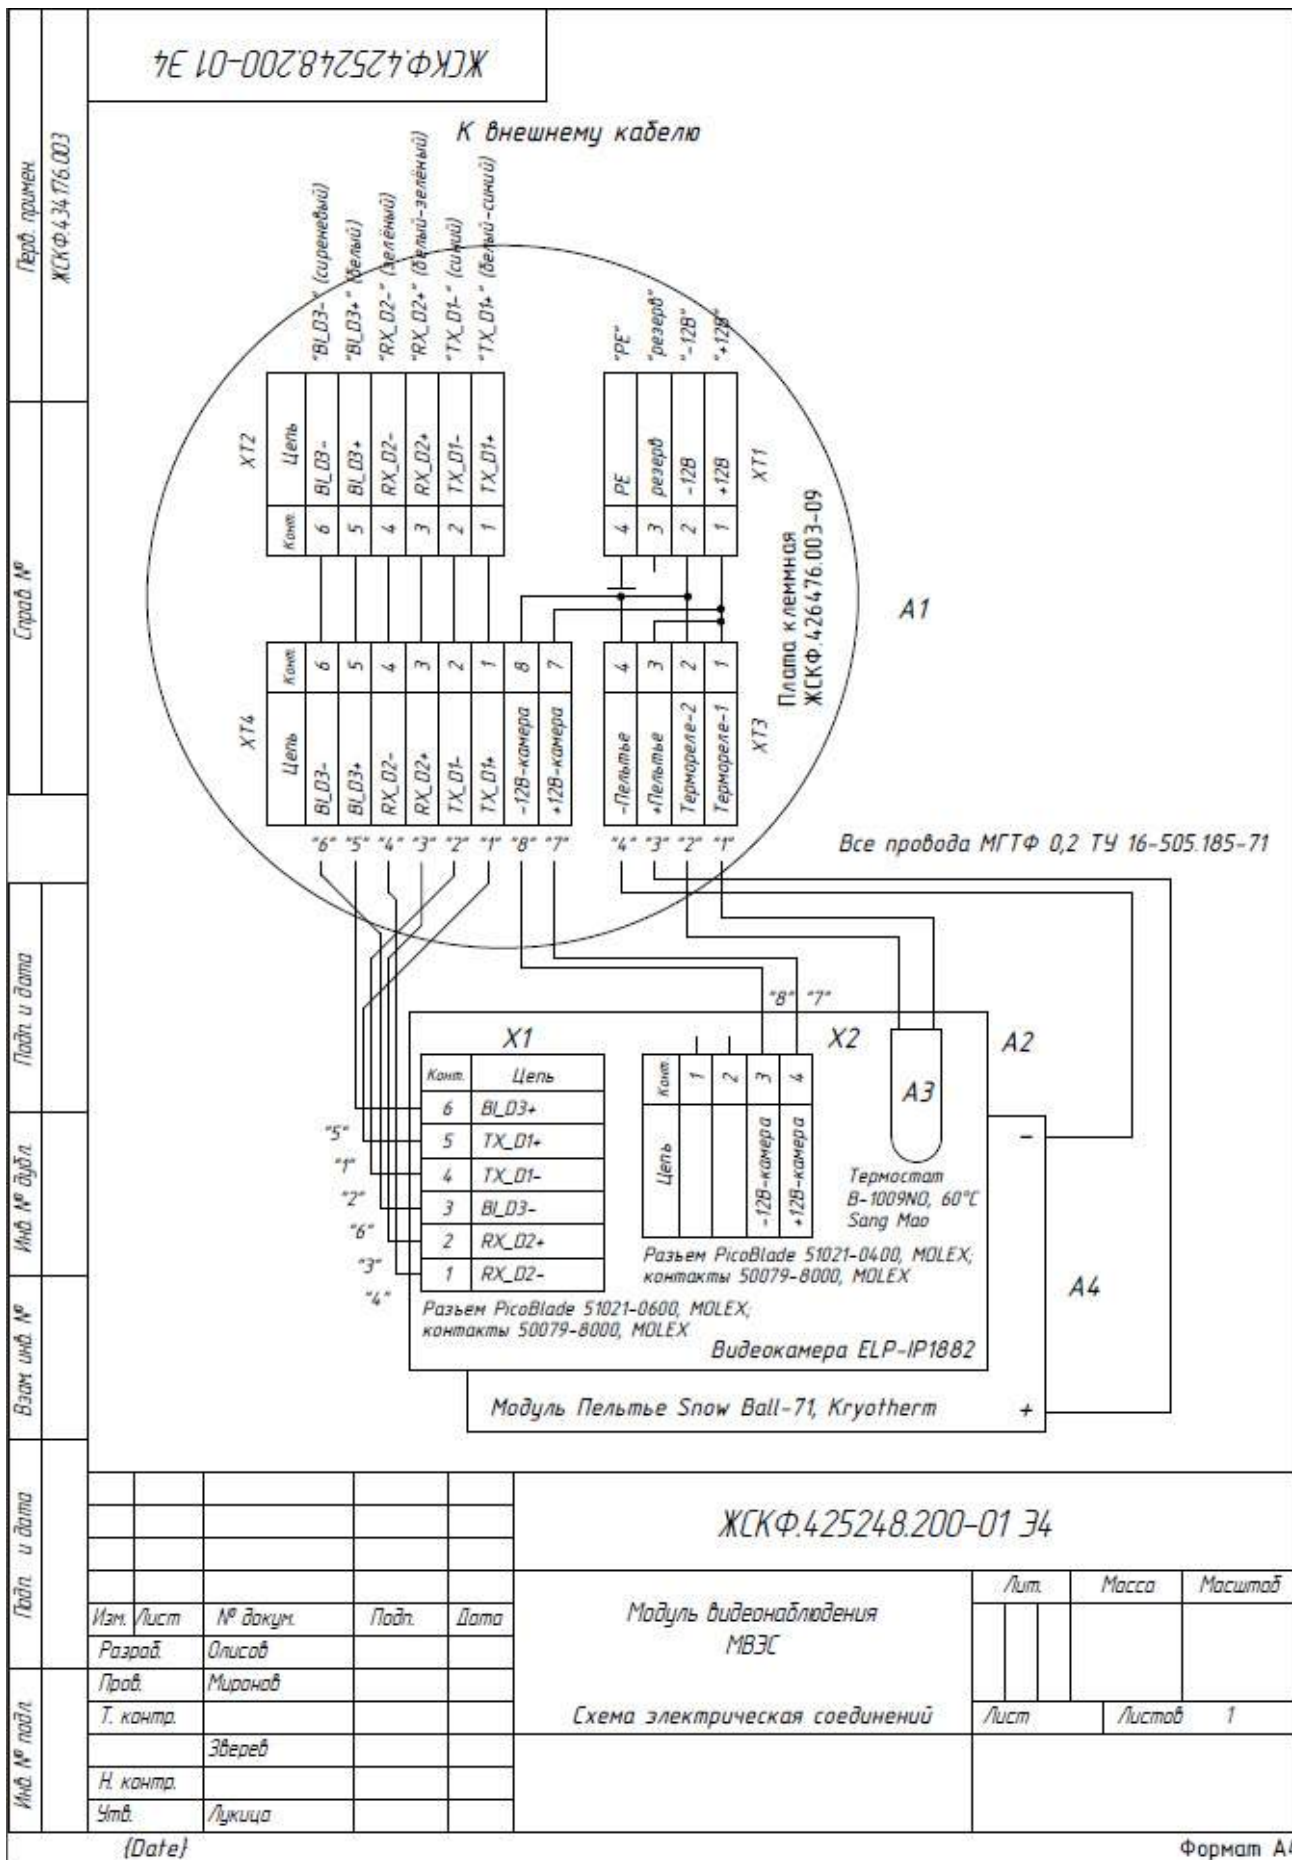 ЖСКФ.425248.200-01 Э4
Перв. примен.
ЖСКФ.434176.003
Справ. №
Подп. и дата
Инв. № дубл.
Взам. инв. №
Подп. и дата
Инв. № подл.
К внешнему кабелю
"BI_D3-" (сиреневый)
"BI_D3+" (белый)
"RX_D2-" (зелёный)
"RX_D2+" (белый-зелёный)
"TX_D1-" (синий)
"TX_D1+" (белый-синий)
"PE"
"резерв"
"-12В"
"+12В"
XT2
Цепь
BI_D3-
BI_D3+
RX_D2-
RX_D2+
TX_D1-
TX_D1+
Конт.
6
5
4
3
2
1
PE
резерв
-12В
+12В
XT1
4
3
2
1
Плата клеммная
ЖСКФ.426476.003-09
А1
XT4
Конт.
6
5
4
3
2
1
8
7
Цепь
BI_D3-
BI_D3+
RX_D2-
RX_D2+
TX_D1-
TX_D1+
-12В-камера
+12В-камера
4
3
2
1
-Пельтье
+Пельтье
Термореле-2
Термореле-1
XT3
"6" "5" "4" "3" "2" "1" "8" "7"
"4" "3" "2" "1"
Все провода МГТФ 0,2 ТУ 16-505.185-71
"8" "7"
X1
Конт. Цепь
6 BI_D3+
5 TX_D1+
4 TX_D1-
3 BI_D3-
2 RX_D2+
1 RX_D2-
"5"
"1"
"2"
"6"
"3"
"4"
Разъем PicoBlade 51021-0600, MOLEX;
контакты 50079-8000, MOLEX
X2
Конт.
1
2
3
4
Цепь
-12В-камера
+12В-камера
Разъем PicoBlade 51021-0400, MOLEX;
контакты 50079-8000, MOLEX
А2
А3
Термостат
B-1009NO, 60°C
Sang Mao
-
А4
Видеокамера ELP-IP1882
Модуль Пельтье Snow Ball-71, Kryotherm
+
ЖСКФ.425248.200-01 Э4
Изм. Лист № докум. Подп. Дата
Разраб. Олисов
Пров. Миронов
Т. контр.
Зверев
Н. контр.
Утв. Лукица
Модуль видеонаблюдения
МВЭС
Схема электрическая соединений
Лит. Масса Масштаб
Лист Листов 1
{Date}
Формат А4